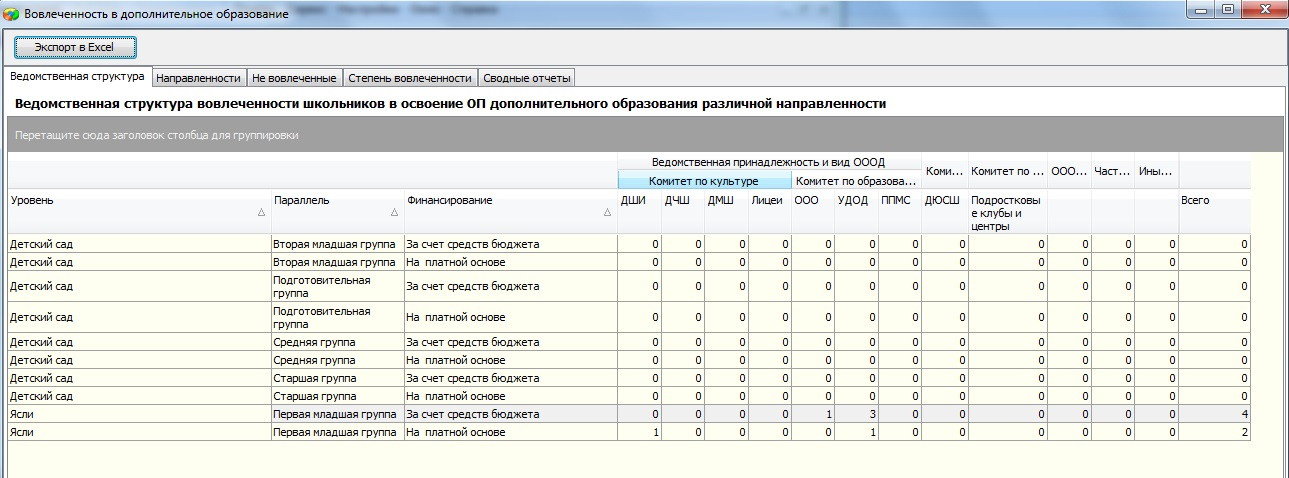 Вовлеченность в дополнительное образование
Экспорт в Excel
Ведомственная структура Направленности Не вовлеченные Степень вовлеченности Сводные отчеты
Ведомственная структура вовлеченности школьников в освоение ОП дополнительного образования различной направленности
Перетащите сюда заголовок столбца для группировки
Ведомственная принадлежность и вид ОООД Коми... Комитет по ... ООО... Част... Ины...
Комитет по культуре Комитет по образова...
Уровень Параллель Финансирование ДШИ ДЧШ ДМШ Лицеи ООО УДОД ППМС ДЮСШ Подростковы Всего
е клубы и
центры
Детский сад Вторая младшая группа За счет средств бюджета 0 0 0 0 0 0 0 0 0 0 0 0 0
Детский сад Вторая младшая группа На платной основе 0 0 0 0 0 0 0 0 0 0 0 0 0
Детский сад Подготовительная За счет средств бюджета 0 0 0 0 0 0 0 0 0 0 0 0 0
группа
Детский сад Подготовительная На платной основе 0 0 0 0 0 0 0 0 0 0 0 0 0
группа
Детский сад Средняя группа За счет средств бюджета 0 0 0 0 0 0 0 0 0 0 0 0 0
Детский сад Средняя группа На платной основе 0 0 0 0 0 0 0 0 0 0 0 0 0
Детский сад Старшая группа За счет средств бюджета 0 0 0 0 0 0 0 0 0 0 0 0 0
Детский сад Старшая группа На платной основе 0 0 0 0 0 0 0 0 0 0 0 0 0
Ясли Первая младшая группа За счет средств бюджета 0 0 0 0 1 3 0 0 0 0 0 0 4
Ясли Первая младшая группа На платной основе 1 0 0 0 0 1 0 0 0 0 0 0 2